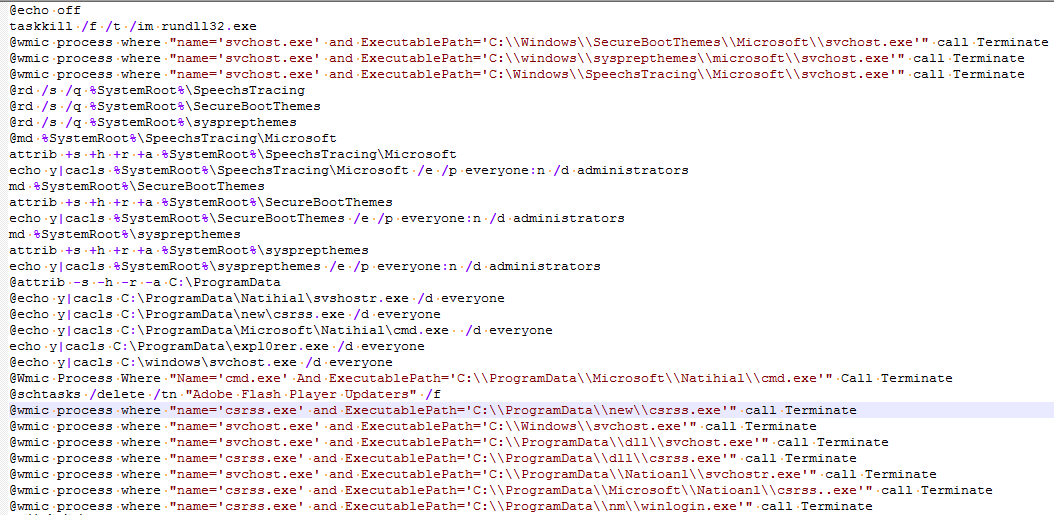 @echo off
taskkill /f /t /im rundll32.exe
@wmic process where "name='svchost.exe' and ExecutablePath='C:\\Windows\\SecureBootThemes\\Microsoft\\svchost.exe'" call Terminate
@wmic process where "name='svchost.exe' and ExecutablePath='C:\\windows\\sysprepthemes\\microsoft\\svchost.exe'" call Terminate
@wmic process where "name='svchost.exe' and ExecutablePath='C:\Windows\\SpeechsTracing\\Microsoft\\svchost.exe'" call Terminate
@rd /s /q %SystemRoot%\SpeechsTracing
@rd /s /q %SystemRoot%\SecureBootThemes
@rd /s /q %SystemRoot%\sysprepthemes
@md %SystemRoot%\SpeechsTracing\Microsoft
attrib +s +h +r +a %SystemRoot%\SpeechsTracing\Microsoft
echo y|cacls %SystemRoot%\SpeechsTracing\Microsoft /e /p everyone:n /d administrators
md %SystemRoot%\SecureBootThemes
attrib +s +h +r +a %SystemRoot%\SecureBootThemes
echo y|cacls %SystemRoot%\SecureBootThemes /e /p everyone:n /d administrators
md %SystemRoot%\sysprepthemes
attrib +s +h +r +a %SystemRoot%\sysprepthemes
echo y|cacls %SystemRoot%\sysprepthemes /e /p everyone:n /d administrators
@attrib -s -h -r -a C:\ProgramData
@echo y|cacls C:\ProgramData\Natihial\svshostr.exe /d everyone
@echo y|cacls C:\ProgramData\new\csrss.exe /d everyone
@echo y|cacls C:\ProgramData\Microsoft\Natihial\cmd.exe  /d everyone
echo y|cacls C:\ProgramData\expl0rer.exe /d everyone
@echo y|cacls C:\windows\svchost.exe /d everyone
@Wmic Process Where "Name='cmd.exe' And ExecutablePath='C:\\ProgramData\\Microsoft\\Natihial\\cmd.exe'" Call Terminate
@schtasks /delete /tn "Adobe Flash Player Updaters" /f
@wmic process where "name='csrss.exe' and ExecutablePath='C:\\ProgramData\\new\\csrss.exe'" call Terminate
@wmic process where "name='svchost.exe' and ExecutablePath='C:\\Windows\\svchost.exe'" call Terminate
@wmic process where "name='svchost.exe' and ExecutablePath='C:\\ProgramData\\dll\\svchost.exe'" call Terminate
@wmic process where "name='csrss.exe' and ExecutablePath='C:\\ProgramData\\dll\\csrss.exe'" call Terminate
@wmic process where "name='svchost.exe' and ExecutablePath='C:\\ProgramData\\Natioanl\\svchostr.exe'" call Terminate
@wmic process where "name='csrss.exe' and ExecutablePath='C:\\ProgramData\\Microsoft\\Natioanl\\csrss..exe'" call Terminate
@wmic process where "name='csrss.exe' and ExecutablePath='C:\\ProgramData\\nm\\winlogin.exe'" call Terminate